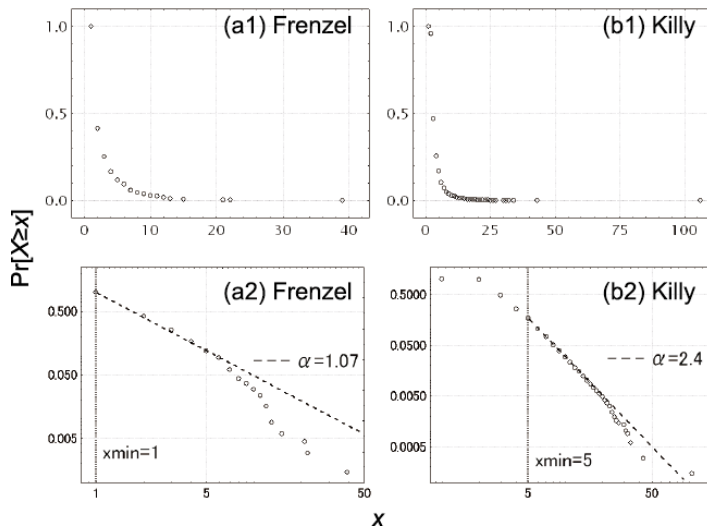 (a1) Frenzel
1.0
0.5
0.0
0 10 20 30 40
(b1) Killy
1.0
0.5
0.0
0 25 50 75 100
Pr[X≥x]
(a2) Frenzel
0.500
0.050
0.005
α=1.07
xmin=1
1 5 50
(b2) Killy
0.5000
0.0500
0.0005
α=2.4
xmin=5
1 5 50
x